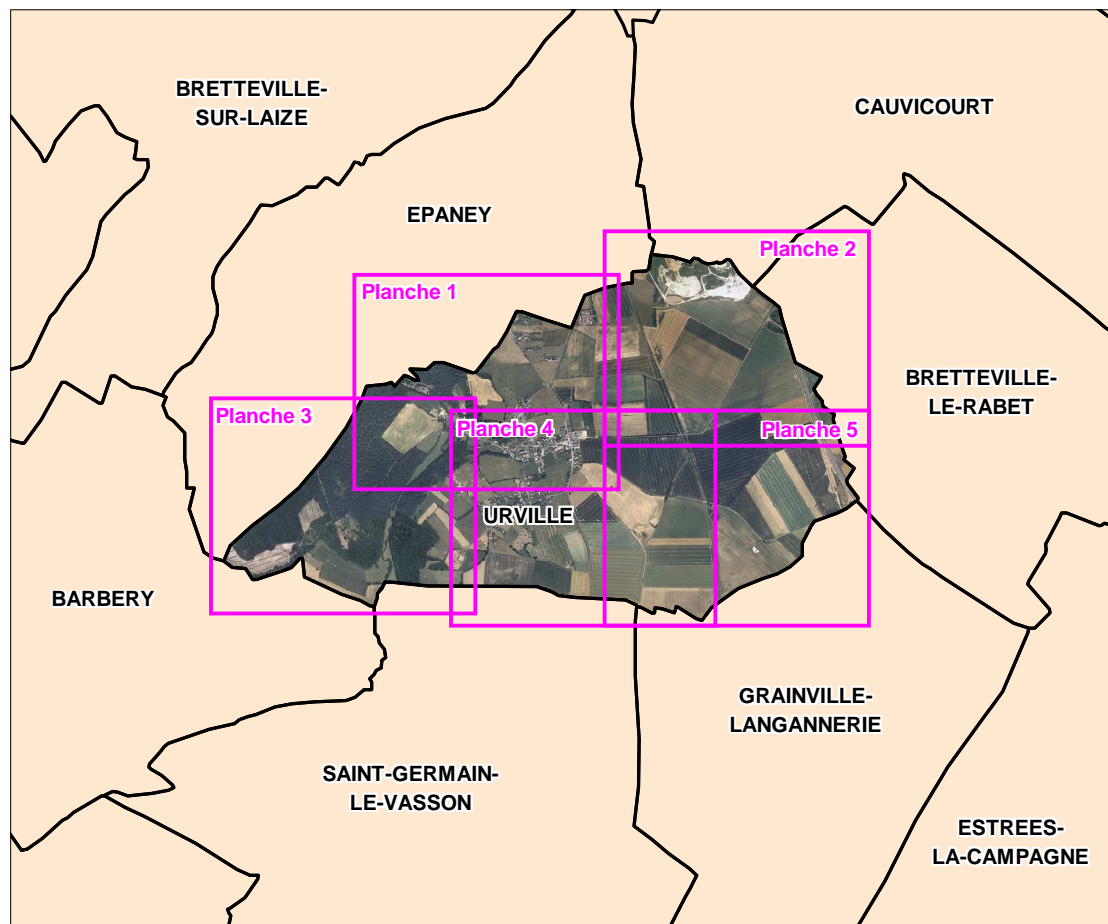 BRETTEVILLE-
SUR-LAIZE
CAUVICOURT
EPANEY
Planche 2
Planche 1
BRETTEVILLE-
LE-RABET
Planche 3
Planche 4
Planche 5
URVILLE
BARBERY
GRAINVILLE-
LANGANNERIE
SAINT-GERMAIN-
LE-VASSON
ESTREES-
LA-CAMPAGNE